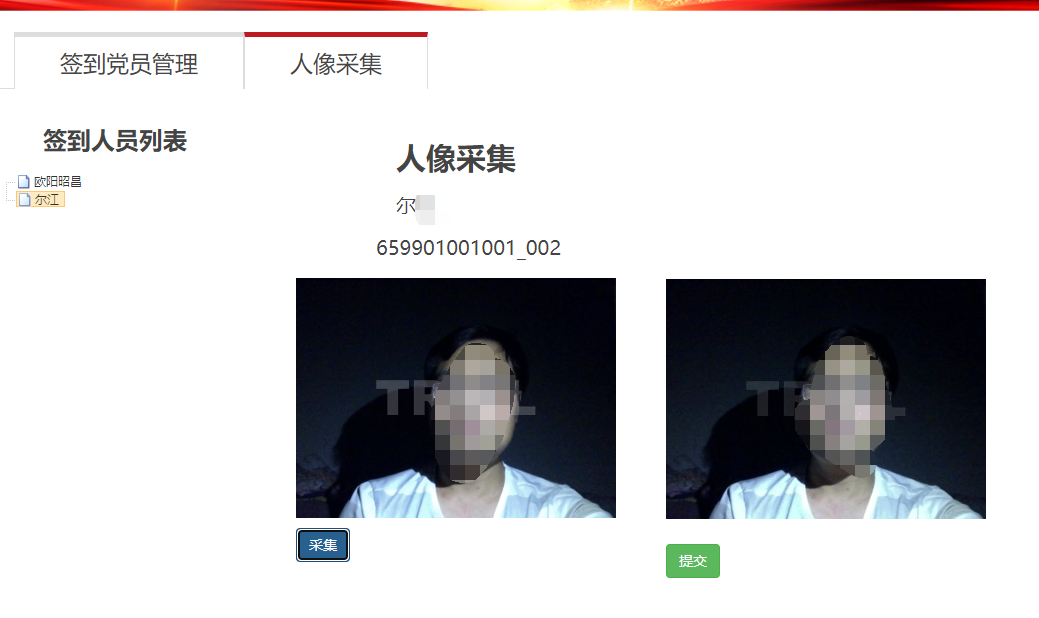 签到党员管理
人像采集
签到人员列表
欧阳昭昌
尔江
人像采集
尔
659901001001_002
采集
提交